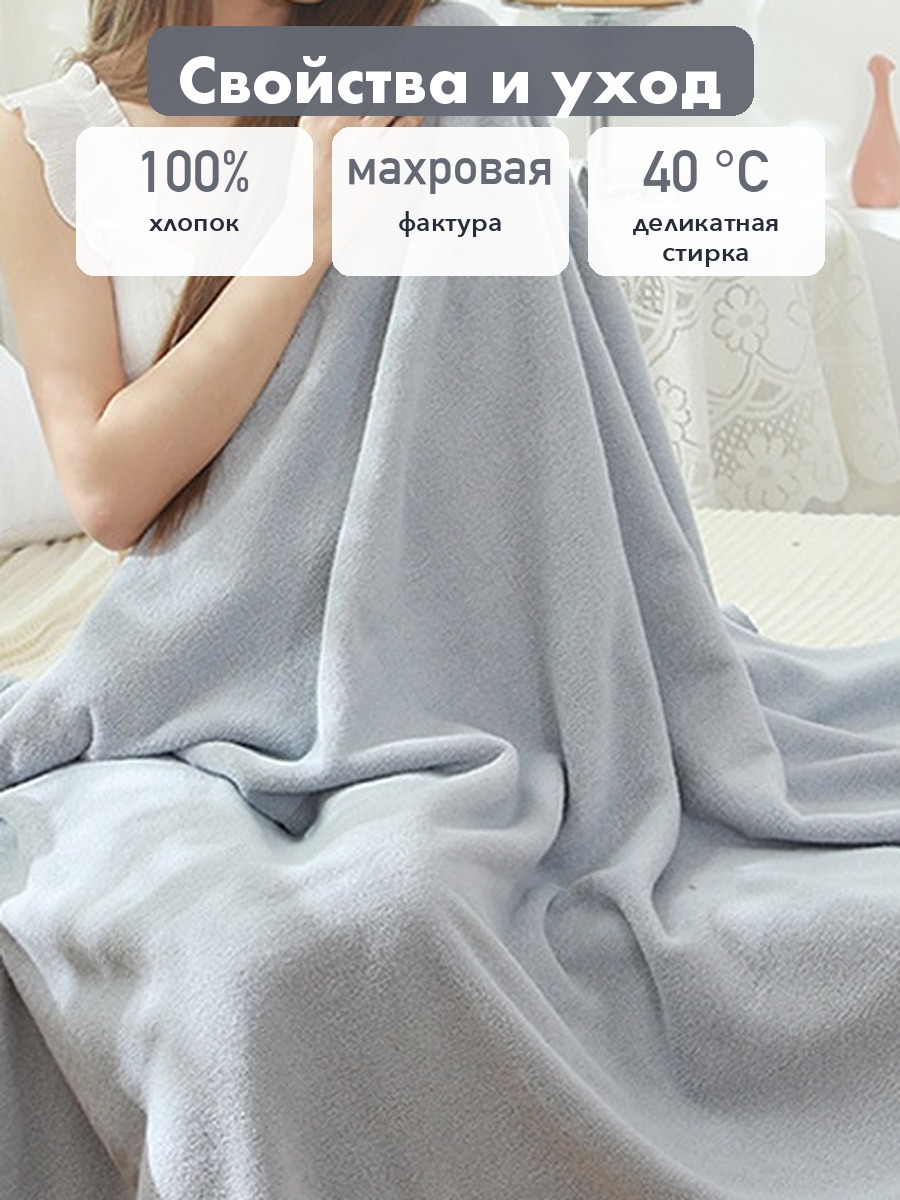 Свойства и уход
100%
хлопок
махровая
фактура
40 °C
деликатная
стирка